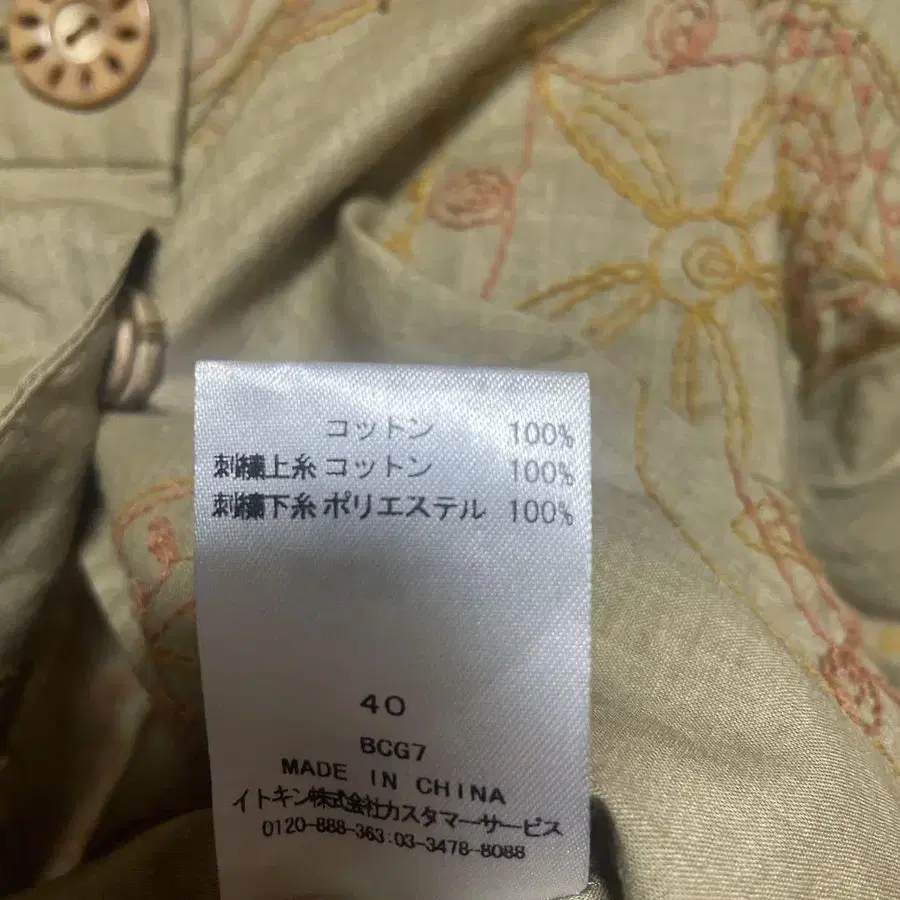 コットン 100%
刺繍上糸 コットン 100%
刺繍下糸 ポリエステル 100%
40
BCG7
MADE IN CHINA
イトキン株式会社カスタマーサービス
0120-888-363:03-3478-8088